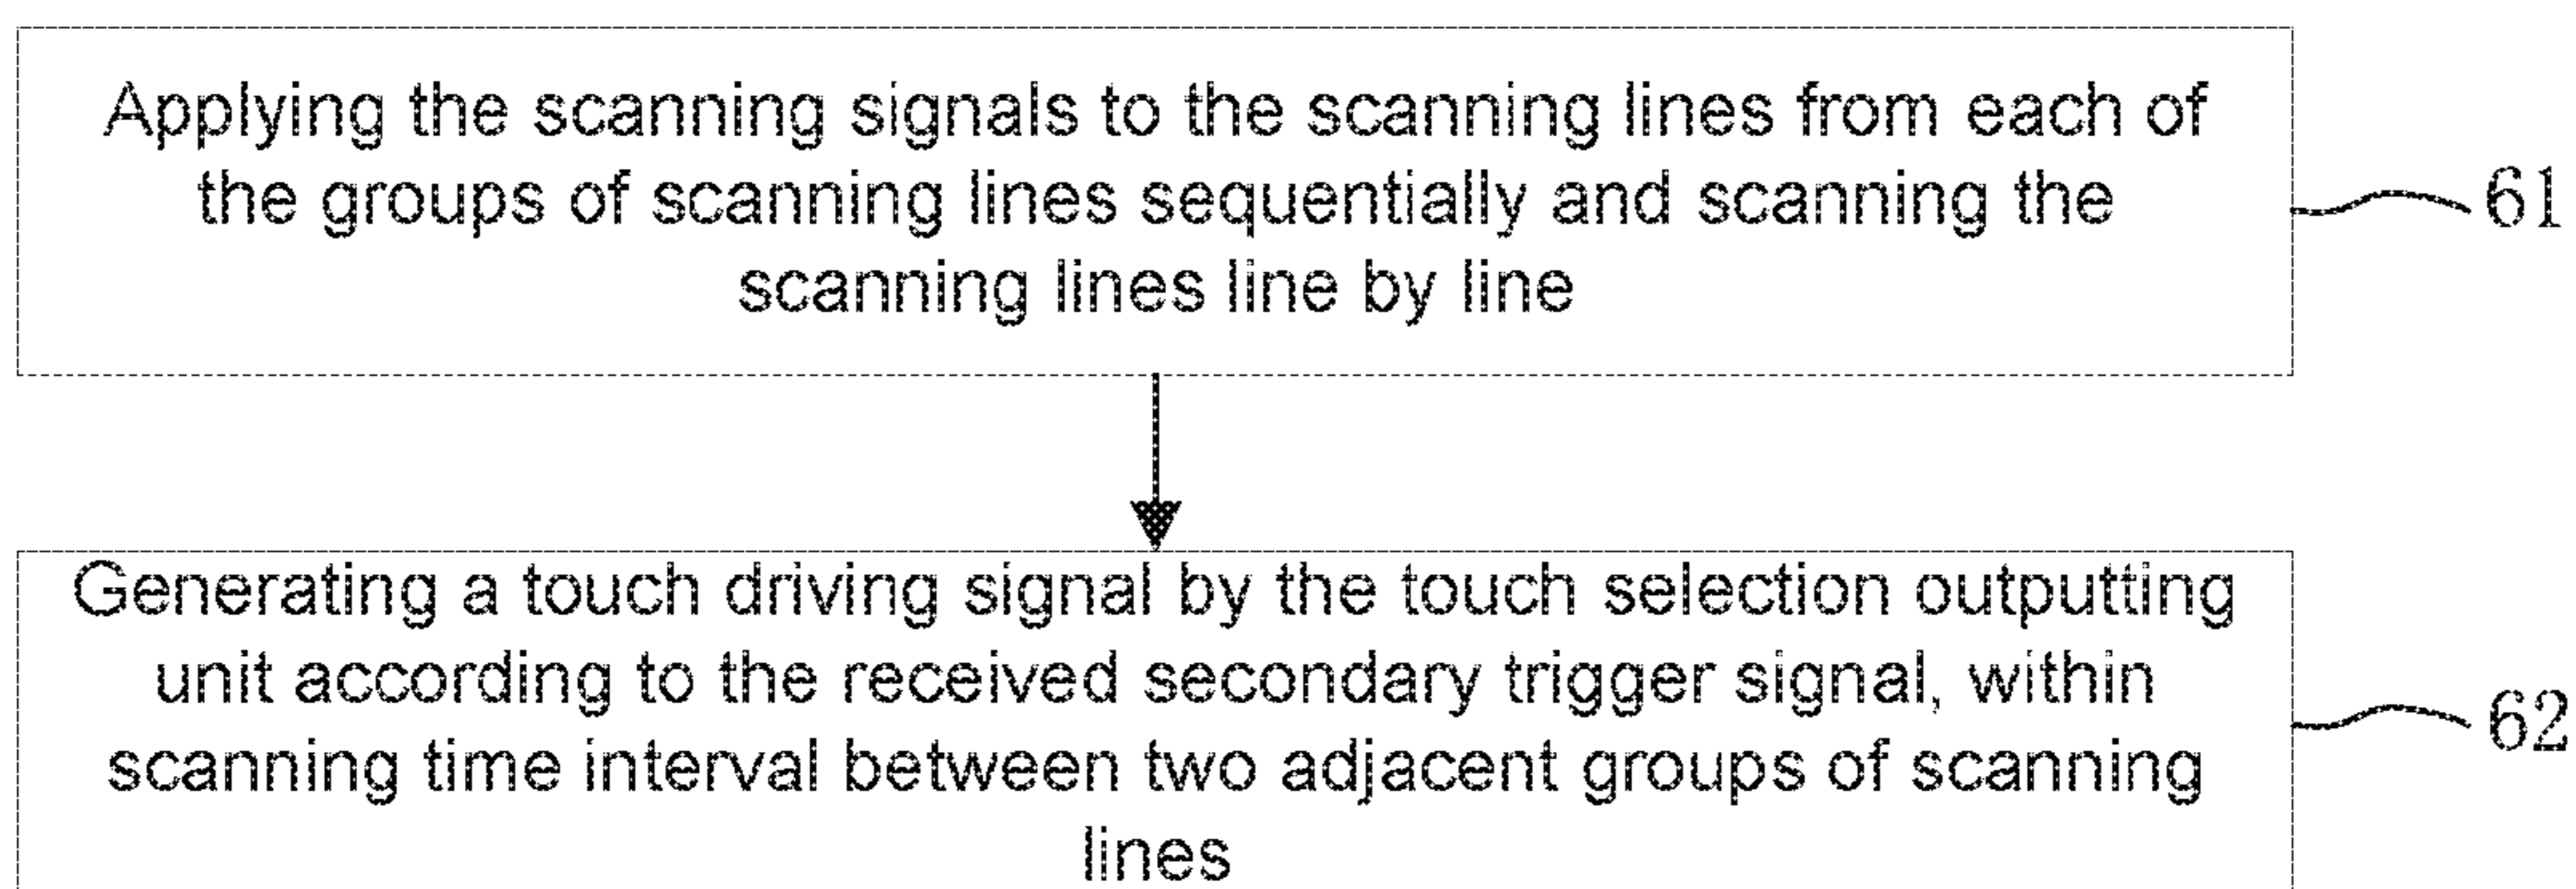 Applying the scanning signals to the scanning lines from each of
the groups of scanning lines sequentially and scanning the
scanning lines line by line
61
Generating a touch driving signal by the touch selection outputting
unit according to the received secondary trigger signal, within
scanning time interval between two adjacent groups of scanning
lines
62